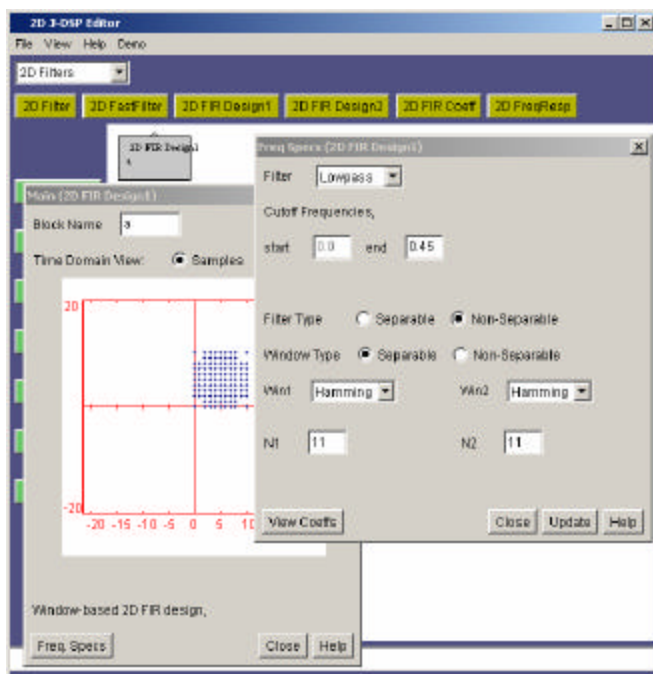 2D J-DSP Editor
File View Help Demo
2D Filters
2D Filter 2D FastFilter 2D FIR Design1 2D FIR Design2 2D FIR Coeff 2D FreqResp
2D FIR Design1
Freq Specs (2D FIR Design1)
Filter Lowpass
Cutoff Frequencies,
start 0.0 end 0.45
Filter Type Separable Non-Separable
Window Type Separable Non-Separable
Win1 Hamming Win2 Hamming
N1 11 N2 11
View Coeffs Close Update Help
Main (2D FIR Design1)
Block Name a
Time Domain View: Samples
20
-20
-20 -15 -10 -5 0 5
Window-based 2D FIR design,
Freq. Specs Close Help